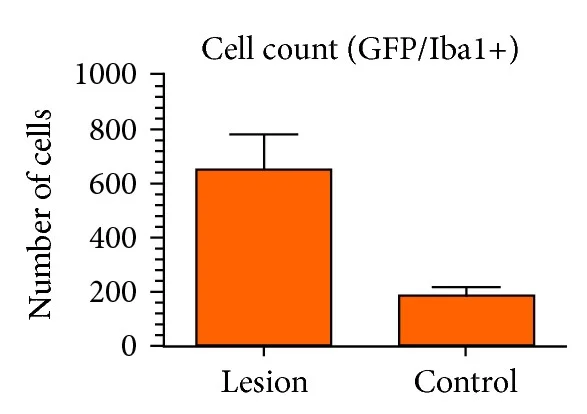 Cell count (GFP/Iba1+)
1000
800
600
400
200
0
Number of cells
Lesion
Control